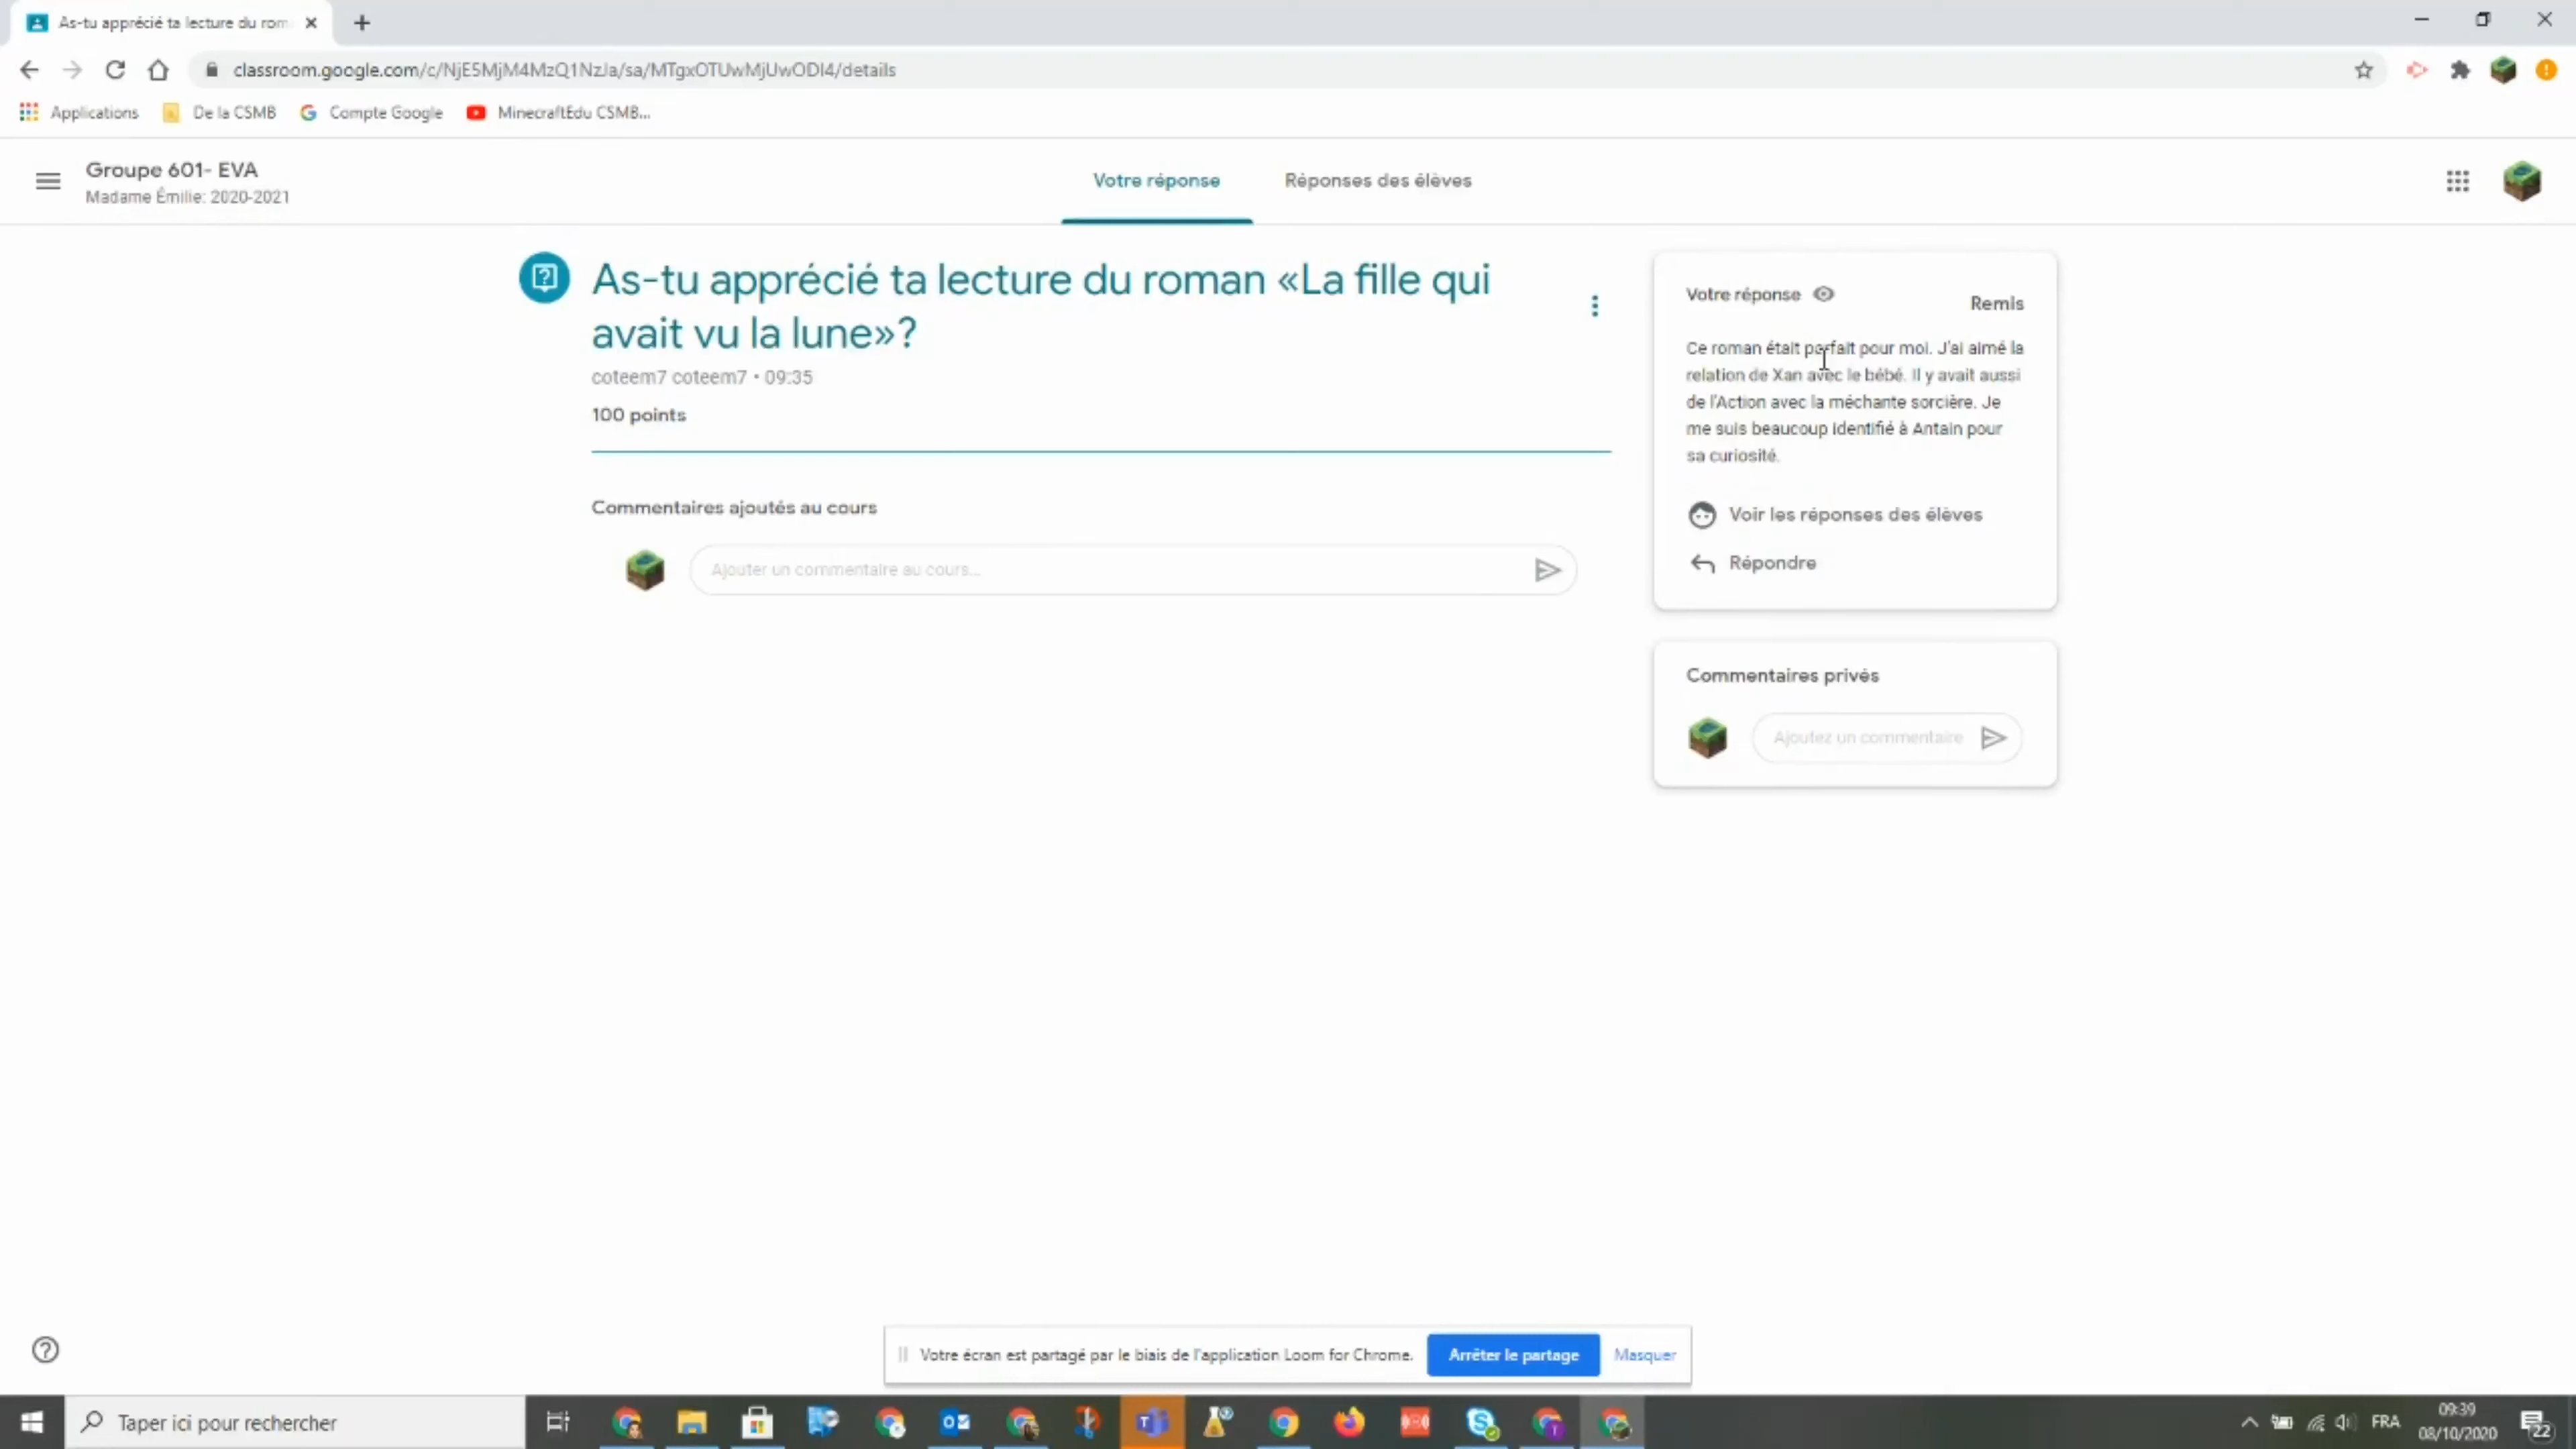 As-tu apprécié ta lecture du rom
classroom.google.com/c/NjE5MjM4MzQ1NzJa/sa/MTgxOTUwMjUwODI4/details
Applications
De la CSMB
Compte Google
MinecraftEdu CSMB...
Groupe 601- EVA
Madame Émilie: 2020-2021
Votre réponse
Réponses des élèves
As-tu apprécié ta lecture du roman «La fille qui
avait vu la lune»?
coteem7 coteem7 • 09:35
100 points
Commentaires ajoutés au cours
Ajouter un commentaire au cours...
Votre réponse
Remis
Ce roman était parfait pour moi. J'ai aimé la
relation de Xan avec le bébé. Il y avait aussi
de l'Action avec la méchante sorcière. Je
me suis beaucoup identifié à Antain pour
sa curiosité.
Voir les réponses des élèves
Répondre
Commentaires privés
Ajoutez un commentaire
Votre écran est partagé par le biais de l'application Loom for Chrome.
Arrêter le partage
Masquer
Taper ici pour rechercher
FRA
09:39
08/10/2020
22